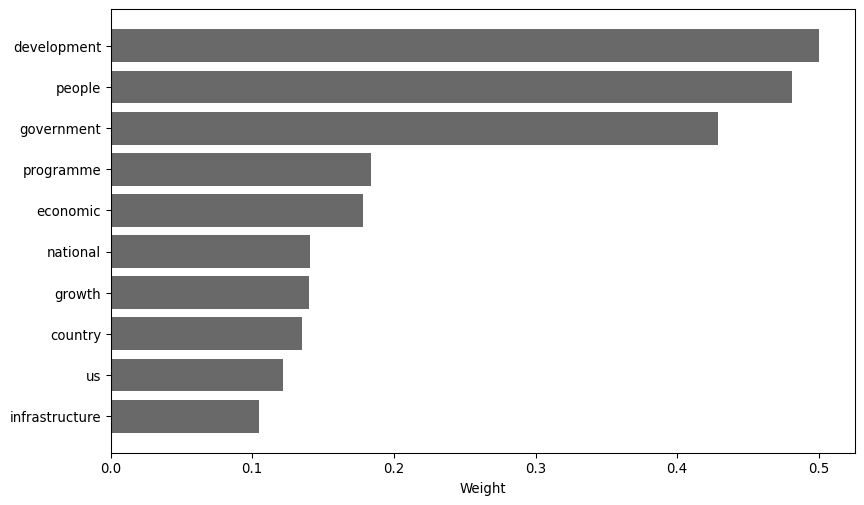 development
people
government
programme
economic
national
growth
country
us
infrastructure
0.0 0.1 0.2 0.3 0.4 0.5
Weight